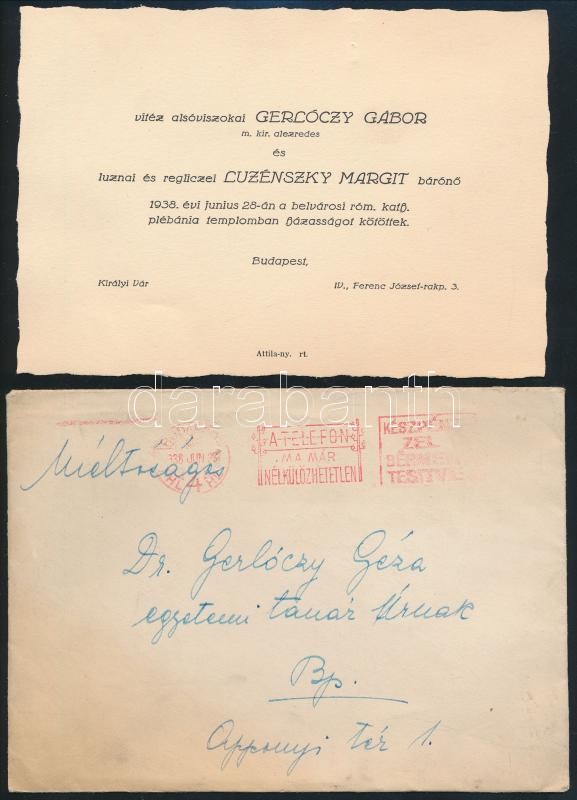 vitéz alsóviszokai GERLÓCZY GÁBOR
m. kir. alezredes
és
luznai és regliczei LUZÉNSZKY MARGIT bárónő
1938. évi junius 28-án a belvárosi róm. kath.
plébánia templomban házasságot kötöttek.
Budapest,
Királyi Vár IV., Ferenc József-rakp. 3.
Attila-ny. rt.
darabanth
A TELEFON
MA MÁR
NÉLKÜLÖZHETETLEN
Méltóságos
Dr. Gerlóczy Géza
egyetemi tanár Úrnak
Bp.
Apponyi tér 1.